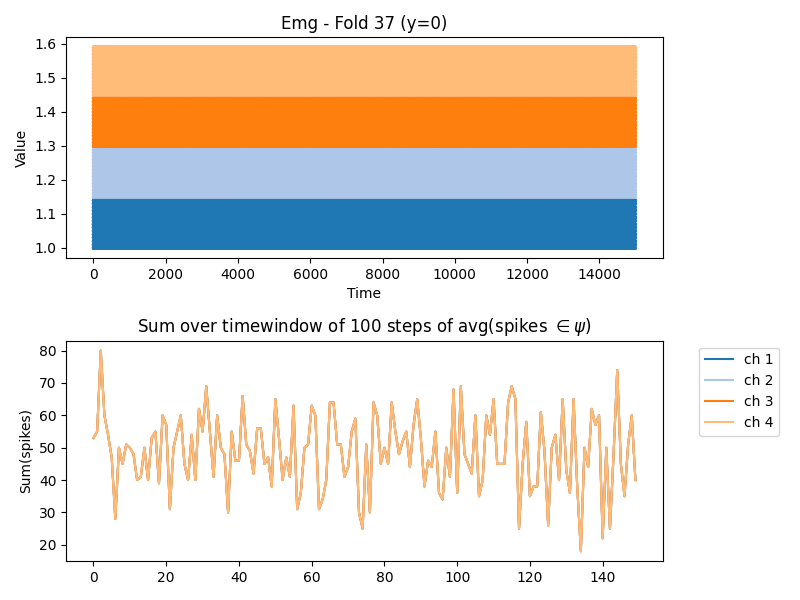 Emg - Fold 37 (y=0)
Value
1.6
1.5
1.4
1.3
1.2
1.1
1.0
0 2000 4000 6000 8000 10000 12000 14000
Time
Sum over timewindow of 100 steps of avg(spikes ∈ψ)
Sum(spikes)
80
70
60
50
40
30
20
0 20 40 60 80 100 120 140
ch 1
ch 2
ch 3
ch 4